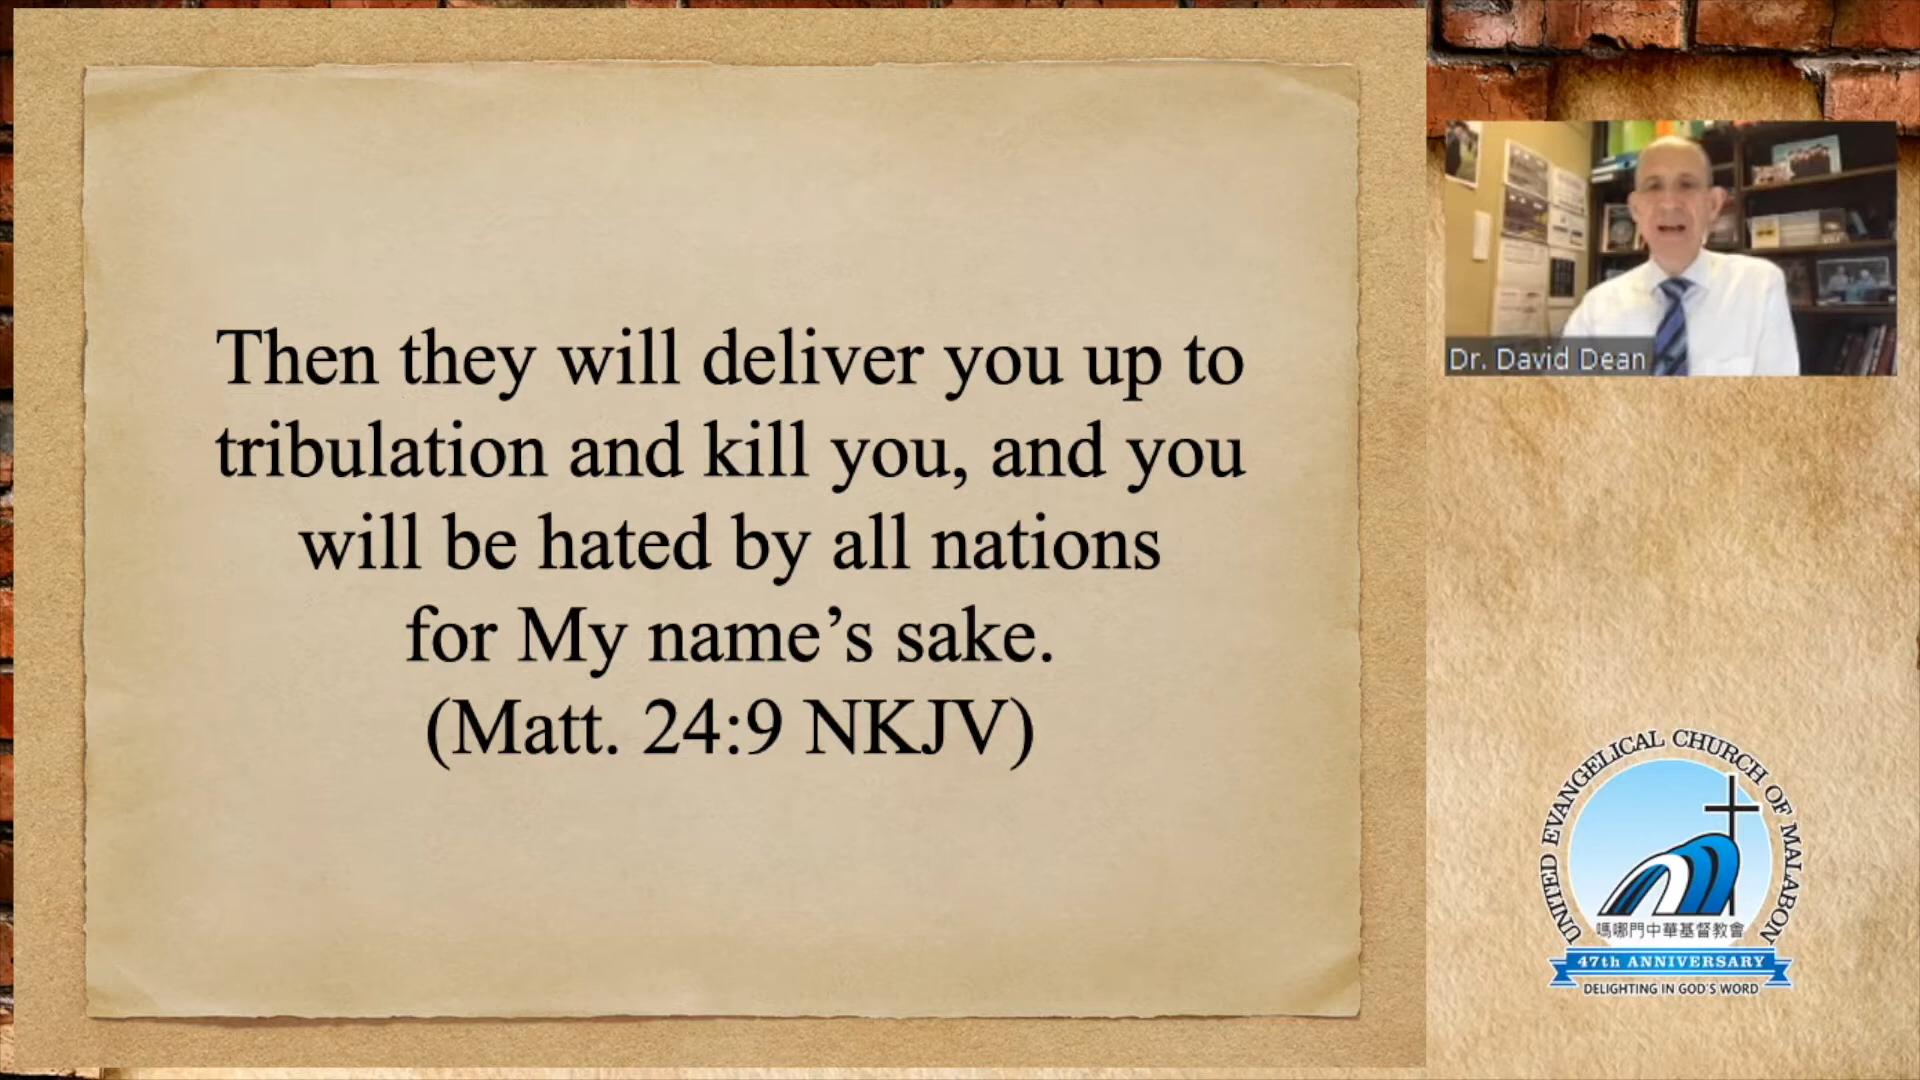 Then they will deliver you up to
tribulation and kill you, and you
will be hated by all nations
for My name’s sake.
(Matt. 24:9 NKJV)
Dr. David Dean
UNITED EVANGELICAL CHURCH OF MALABON
嗎哪門中華基督教會
47th ANNIVERSARY
DELIGHTING IN GOD'S WORD